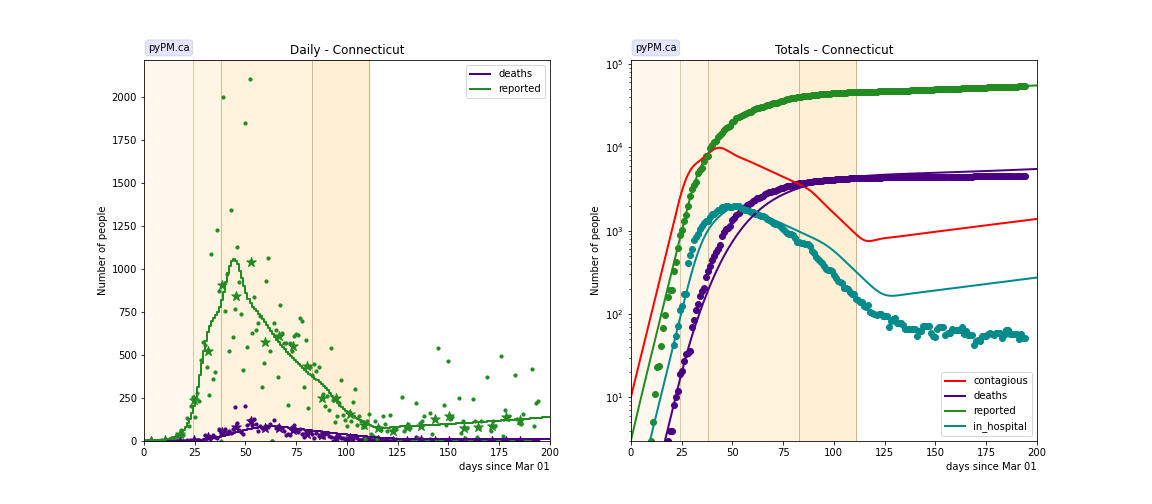 pyPM.ca
Daily - Connecticut
deaths
reported
Number of people
2000
1750
1500
1250
1000
750
500
250
0
0
25
50
75
100
125
150
175
200
days since Mar 01
pyPM.ca
Totals - Connecticut
Number of people
10^5
10^4
10^3
10^2
10^1
contagious
deaths
reported
in_hospital
0
25
50
75
100
125
150
175
200
days since Mar 01